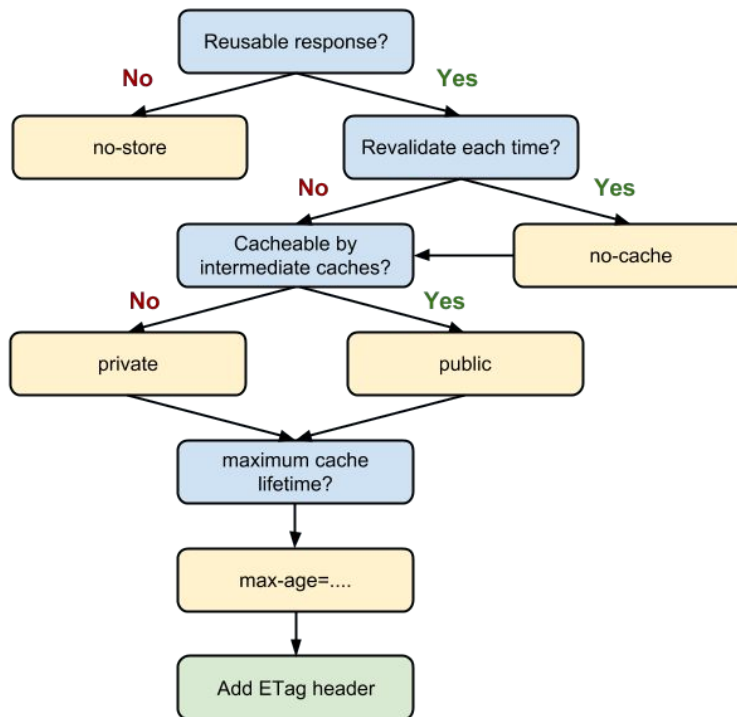 Reusable response?
No
Yes
no-store
Revalidate each time?
No
Yes
Cacheable by
intermediate caches?
no-cache
No
Yes
private
public
maximum cache
lifetime?
max-age=....
Add ETag header